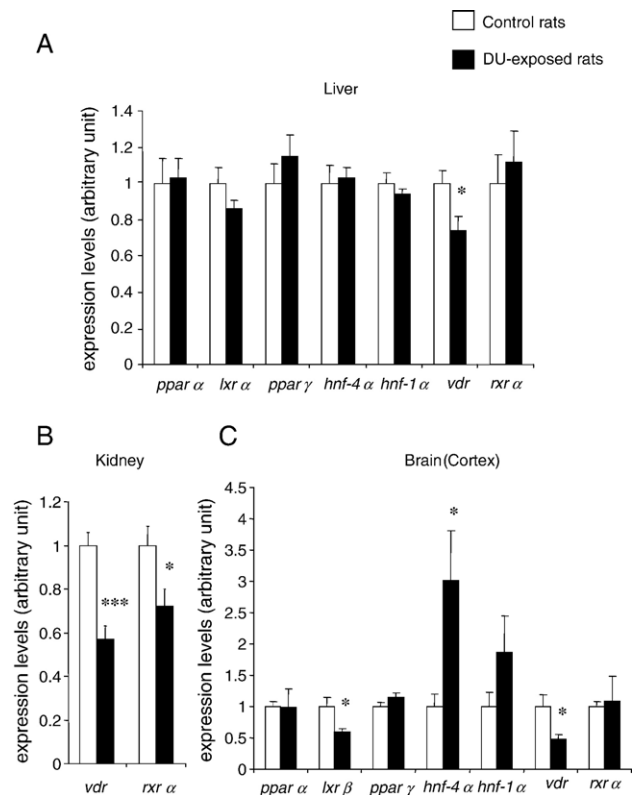 Control rats
DU-exposed rats
A
Liver
expression levels (arbitrary unit)
1.4
1.2
1
0.8
0.6
0.4
0.2
0
*
ppar α lxr α ppar γ hnf-4 α hnf-1 α vdr rxr α
B
Kidney
expression levels (arbitrary unit)
1.2
1
0.8
0.6
0.4
0.2
0
***
*
vdr rxr α
C
Brain(Cortex)
expression levels (arbitrary unit)
4.5
4
3.5
3
2.5
2
1.5
1
0.5
0
*
*
*
ppar α lxr β ppar γ hnf-4 α hnf-1 α vdr rxr α